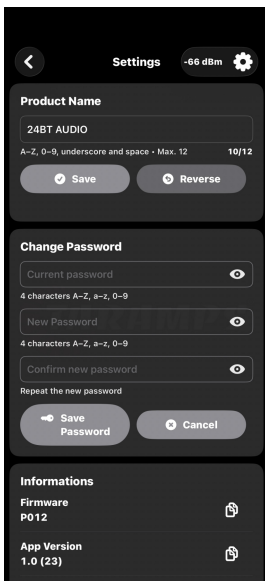 Settings
-66 dBm
Product Name
24BT AUDIO
A–Z, 0–9, underscore and space • Max. 12
10/12
Save
Reverse
Change Password
Current password
4 characters A–Z, a–z, 0–9
New Password
4 characters A–Z, a–z, 0–9
Confirm new password
Repeat the new password
Save
Password
Cancel
Informations
Firmware
P012
App Version
1.0 (23)